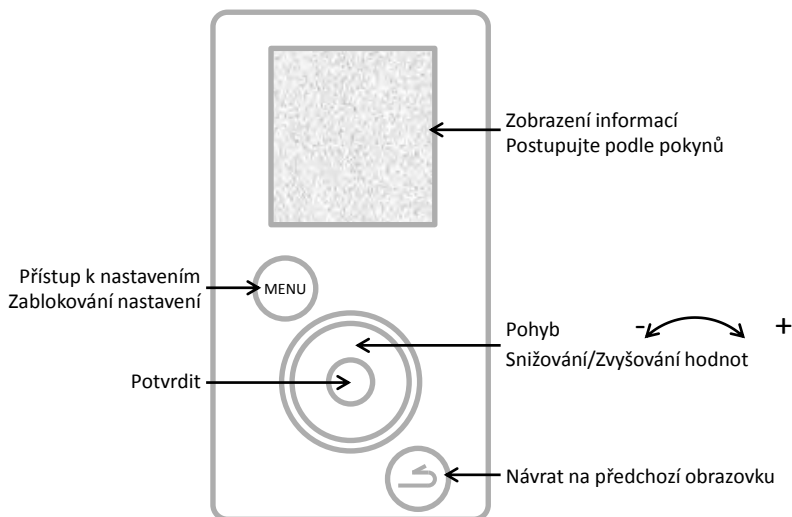 Zobrazení informací
Postupujte podle pokynů
Přístup k nastavením
Zablokování nastavení
MENU
Pohyb - +
Snižování/Zvyšování hodnot
Potvrdit
Návrat na předchozí obrazovku